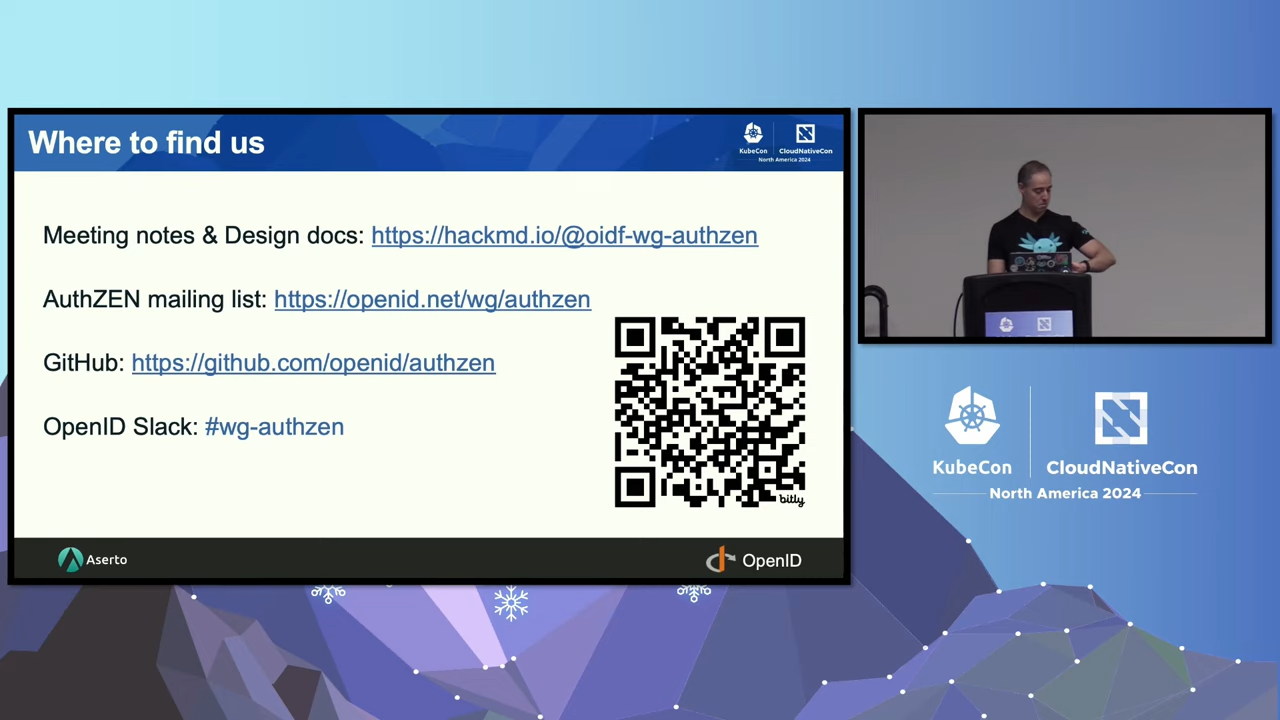 Where to find us
KubeCon
CloudNativeCon
North America 2024
Meeting notes & Design docs: https://hackmd.io/@oidf-wg-authzen
AuthZEN mailing list: https://openid.net/wg/authzen
GitHub: https://github.com/openid/authzen
OpenID Slack: #wg-authzen
bitly
Aserto
OpenID
KubeCon
CloudNativeCon
North America 2024